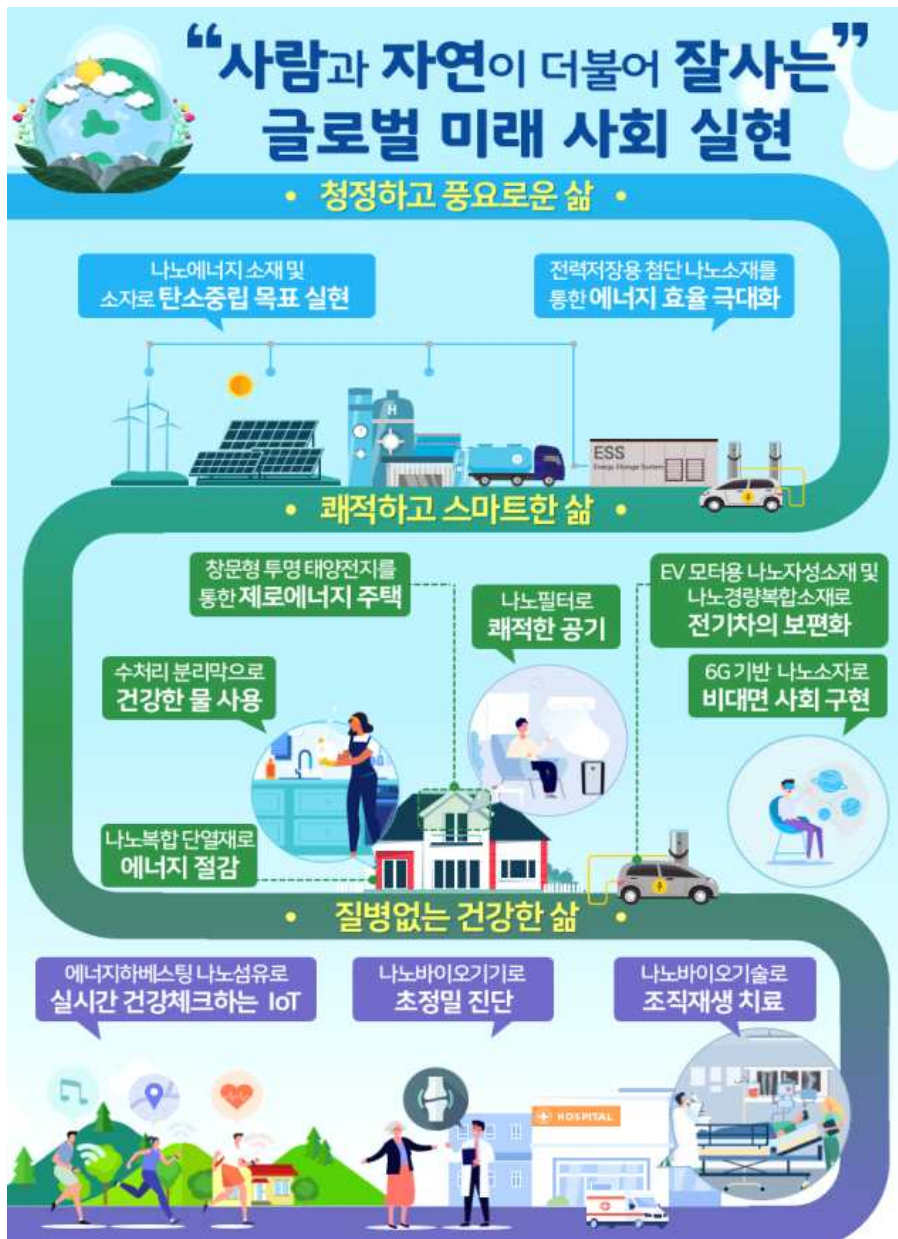 “사람과 자연이 더불어 잘사는”
글로벌 미래 사회 실현
• 청정하고 풍요로운 삶 •
나노에너지 소재 및
소자로 탄소중립 목표 실현
전력저장용 첨단 나노소재를
통한 에너지 효율 극대화
H
ESS
Energy Storage System
• 쾌적하고 스마트한 삶 •
창문형 투명 태양전지를
통한 제로에너지 주택
나노필터로
쾌적한 공기
EV 모터용 나노자성소재 및
나노경량복합소재로
전기차의 보편화
수처리 분리막으로
건강한 물 사용
6G 기반 나노소자로
비대면 사회 구현
나노복합 단열재로
에너지 절감
• 질병없는 건강한 삶 •
에너지하베스팅 나노섬유로
실시간 건강체크하는 IoT
나노바이오기기로
초정밀 진단
나노바이오기술로
조직재생 치료
HOSPITAL